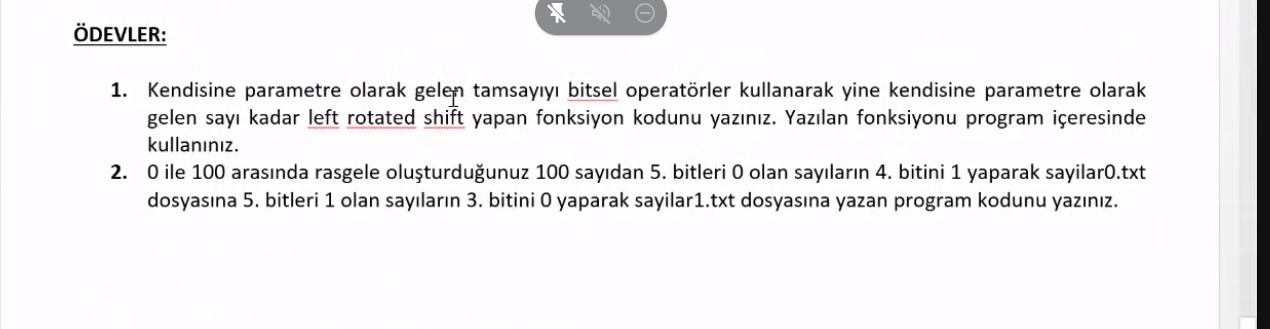 ÖDEVLER:
1. Kendisine parametre olarak gelen tamsayıyı bitsel operatörler kullanarak yine kendisine parametre olarak
gelen sayı kadar left rotated shift yapan fonksiyon kodunu yazınız. Yazılan fonksiyonu program içeresinde
kullanınız.
2. 0 ile 100 arasında rasgele oluşturduğunuz 100 sayıdan 5. bitleri 0 olan sayıların 4. bitini 1 yaparak sayilar0.txt
dosyasına 5. bitleri 1 olan sayıların 3. bitini 0 yaparak sayilar1.txt dosyasına yazan program kodunu yazınız.